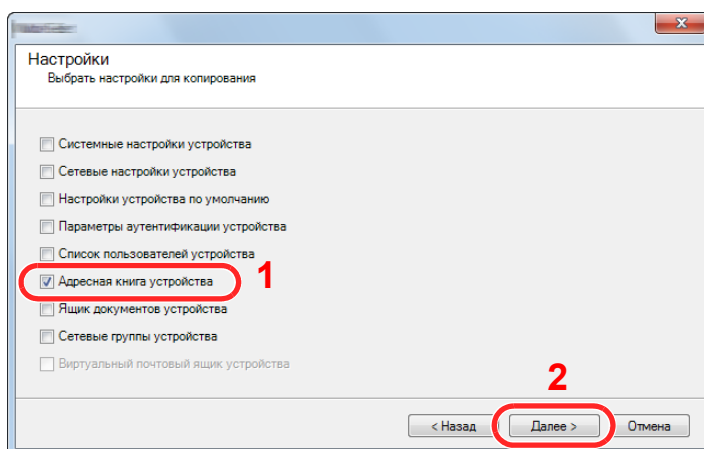 Настройки
Выбрать настройки для копирования
Системные настройки устройства
Сетевые настройки устройства
Настройки устройства по умолчанию
Параметры аутентификации устройства
Список пользователей устройства
Адресная книга устройства 1
Ящик документов устройства
Сетевые группы устройства
Виртуальный почтовый ящик устройства
2
< Назад Далее > Отмена